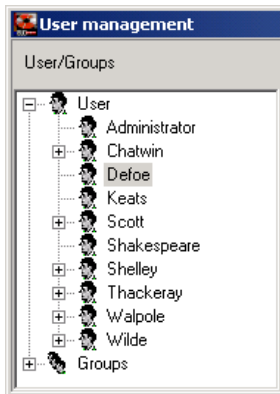 User management
User/Groups
User
Administrator
Chatwin
Defoe
Keats
Scott
Shakespeare
Shelley
Thackeray
Walpole
Wilde
Groups